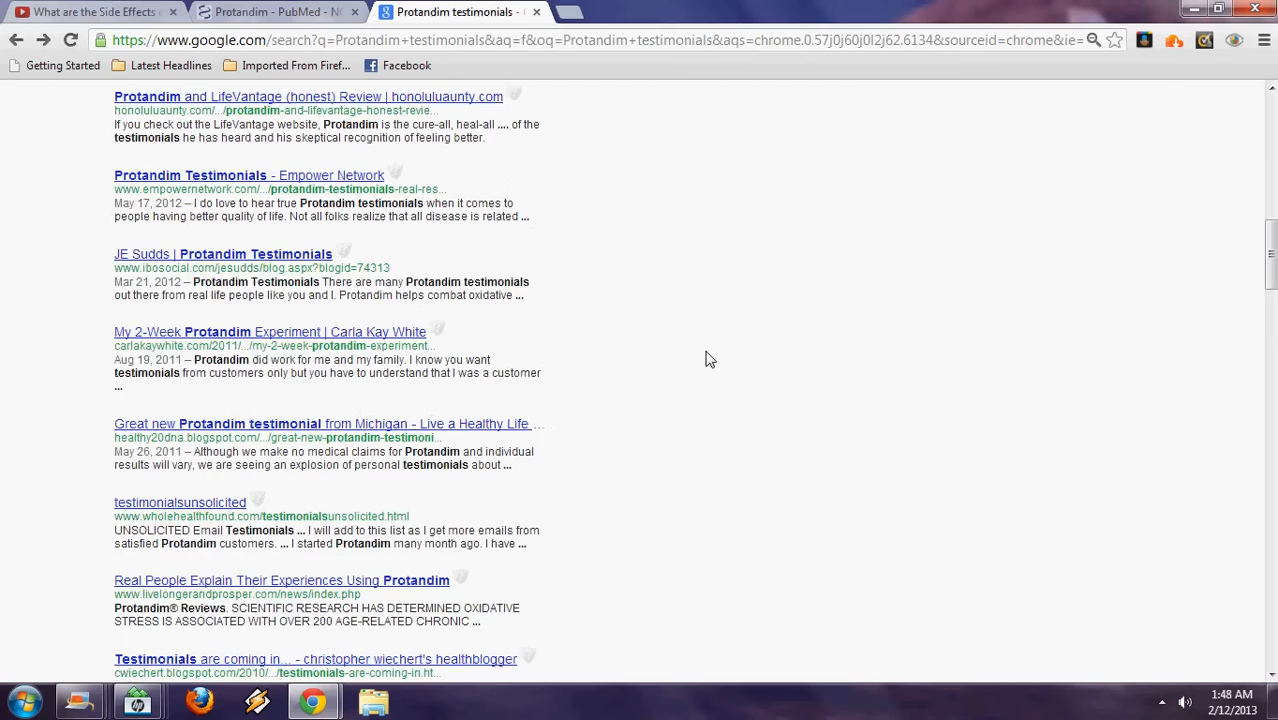 What are the Side Effects
Protandim - PubMed - NC
Protandim testimonials -
https://www.google.com/search?q=Protandim+testimonials&aq=f&oq=Protandim+testimonials&aqs=chrome.0.57j0j60j0l2j62.6134&sourceid=chrome&ie=
Getting Started
Latest Headlines
Imported From Firef...
Facebook
Protandim and LifeVantage (honest) Review | honoluluaunty.com
honoluluaunty.com/.../protandim-and-lifevantage-honest-revie...
If you check out the LifeVantage website, Protandim is the cure-all, heal-all .... of the
testimonials he has heard and his skeptical recognition of feeling better.
Protandim Testimonials - Empower Network
www.empowernetwork.com/.../protandim-testimonials-real-res...
May 17, 2012 – I do love to hear true Protandim testimonials when it comes to
people having better quality of life. Not all folks realize that all disease is related ...
JE Sudds | Protandim Testimonials
www.ibosocial.com/jesudds/blog.aspx?blogid=74313
Mar 21, 2012 – Protandim Testimonials There are many Protandim testimonials
out there from real life people like you and I. Protandim helps combat oxidative ...
My 2-Week Protandim Experiment | Carla Kay White
carlakaywhite.com/2011/.../my-2-week-protandim-experiment...
Aug 19, 2011 – Protandim did work for me and my family. I know you want
testimonials from customers only but you have to understand that I was a customer
...
Great new Protandim testimonial from Michigan - Live a Healthy Life ...
healthy20dna.blogspot.com/.../great-new-protandim-testimoni...
May 26, 2011 – Although we make no medical claims for Protandim and individual
results will vary, we are seeing an explosion of personal testimonials about ...
testimonialsunsolicited
www.wholehealthfound.com/testimonialsunsolicited.html
UNSOLICITED Email Testimonials ... I will add to this list as I get more emails from
satisfied Protandim customers. ... I started Protandim many month ago. I have ...
Real People Explain Their Experiences Using Protandim
www.livelongerandprosper.com/news/index.php
Protandim® Reviews. SCIENTIFIC RESEARCH HAS DETERMINED OXIDATIVE
STRESS IS ASSOCIATED WITH OVER 200 AGE-RELATED CHRONIC ...
Testimonials are coming in... - christopher wiechert's healthblogger
cwiechert.blogspot.com/2010/.../testimonials-are-coming-in.ht...
1:48 AM
2/12/2013